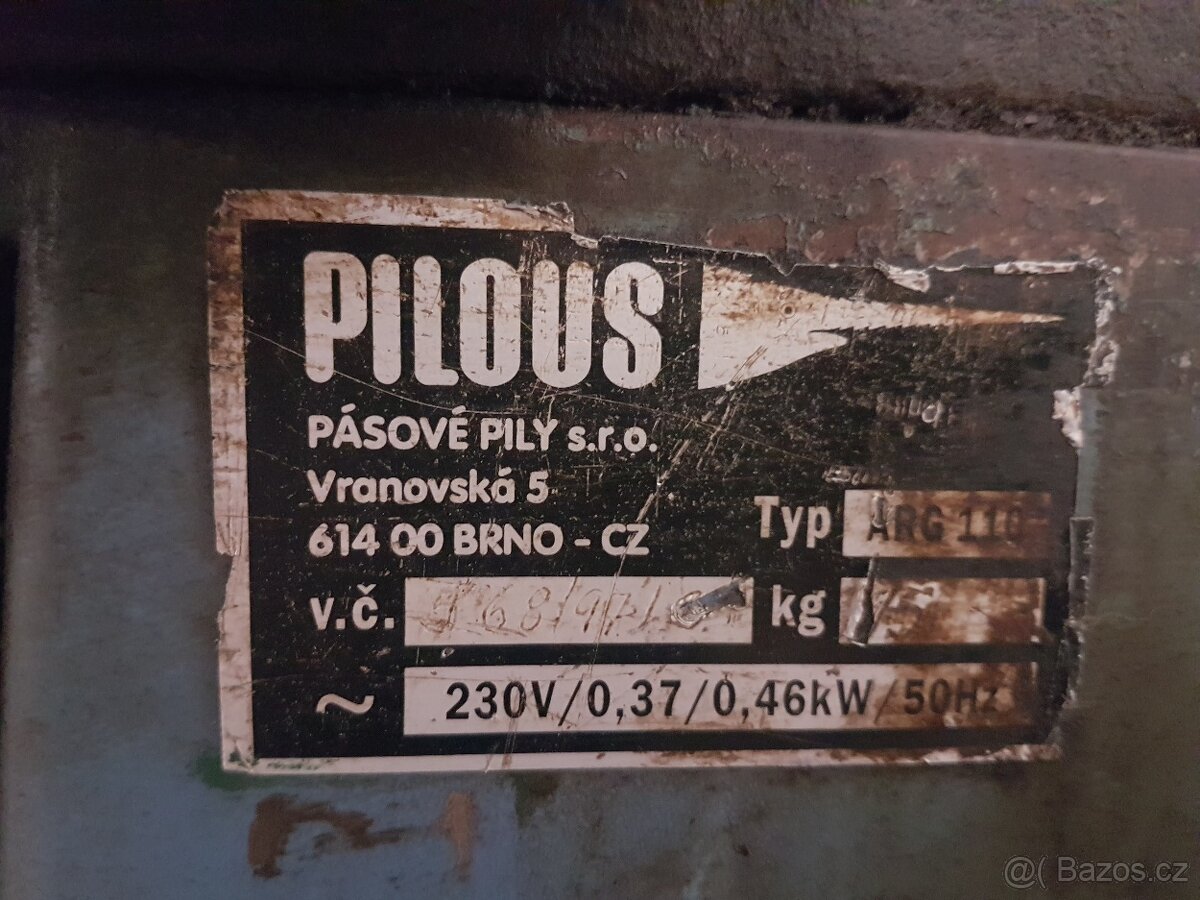 PILOUS
PÁSOVÉ PILY s.r.o.
Vranovská 5
614 00 BRNO - CZ
Typ ARG 110
V.Č.
kg
~ 230V/0,37/0,46kW/50Hz
@( Bazos.cz